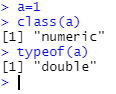 > a=1
> class(a)
[1] "numeric"
> typeof(a)
[1] "double"
>